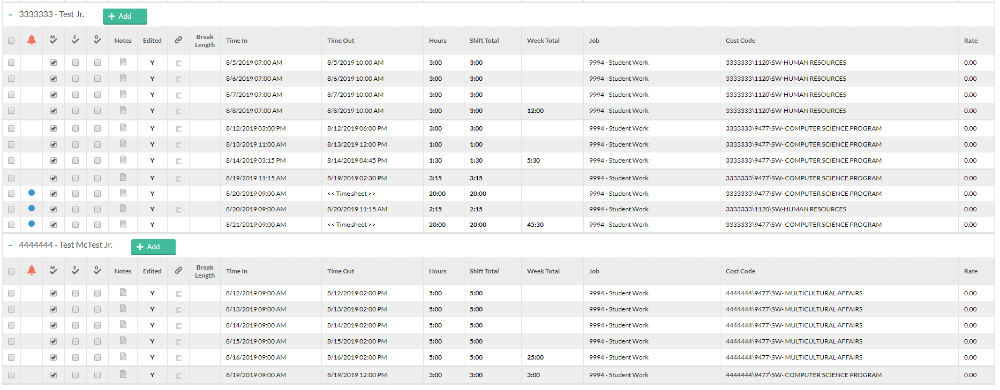 - 3333333 - Test Jr. + Add
M E O Notes Edited Break Length Time In Time Out Hours Shift Total Week Total Job Cost Code Rate
Y 8/5/2019 07:00 AM 8/5/2019 10:00 AM 3:00 3:00 9994 - Student Work 3333333\1120\SW-HUMAN RESOURCES 0.00
Y 8/6/2019 07:00 AM 8/6/2019 10:00 AM 3:00 3:00 9994 - Student Work 3333333\1120\SW-HUMAN RESOURCES 0.00
Y 8/7/2019 07:00 AM 8/7/2019 10:00 AM 3:00 3:00 9994 - Student Work 3333333\1120\SW-HUMAN RESOURCES 0.00
Y 8/8/2019 07:00 AM 8/8/2019 10:00 AM 3:00 3:00 12:00 9994 - Student Work 3333333\1120\SW-HUMAN RESOURCES 0.00
Y 8/12/2019 03:00 PM 8/12/2019 06:00 PM 3:00 3:00 9994 - Student Work 3333333\9477\SW- COMPUTER SCIENCE PROGRAM 0.00
Y 8/13/2019 11:00 AM 8/13/2019 12:00 PM 1:00 1:00 9994 - Student Work 3333333\9477\SW- COMPUTER SCIENCE PROGRAM 0.00
Y 8/14/2019 03:15 PM 8/14/2019 04:45 PM 1:30 1:30 5:30 9994 - Student Work 3333333\9477\SW- COMPUTER SCIENCE PROGRAM 0.00
Y 8/19/2019 11:15 AM 8/19/2019 02:30 PM 3:15 3:15 9994 - Student Work 3333333\9477\SW- COMPUTER SCIENCE PROGRAM 0.00
Y 8/20/2019 09:00 AM << Time sheet >> 20:00 20:00 9994 - Student Work 3333333\9477\SW- COMPUTER SCIENCE PROGRAM 0.00
Y 8/20/2019 09:00 AM 8/20/2019 11:15 AM 2:15 2:15 9994 - Student Work 3333333\1120\SW-HUMAN RESOURCES 0.00
Y 8/21/2019 09:00 AM << Time sheet >> 20:00 20:00 45:30 9994 - Student Work 3333333\9477\SW- COMPUTER SCIENCE PROGRAM 0.00
- 4444444 - Test McTest Jr. + Add
M E O Notes Edited Break Length Time In Time Out Hours Shift Total Week Total Job Cost Code Rate
Y 8/12/2019 09:00 AM 8/12/2019 02:00 PM 5:00 5:00 9994 - Student Work 4444444\9477\SW- MULTICULTURAL AFFAIRS 0.00
Y 8/13/2019 09:00 AM 8/13/2019 02:00 PM 5:00 5:00 9994 - Student Work 4444444\9477\SW- MULTICULTURAL AFFAIRS 0.00
Y 8/14/2019 09:00 AM 8/14/2019 02:00 PM 5:00 5:00 9994 - Student Work 4444444\9477\SW- MULTICULTURAL AFFAIRS 0.00
Y 8/15/2019 09:00 AM 8/15/2019 02:00 PM 5:00 5:00 9994 - Student Work 4444444\9477\SW- MULTICULTURAL AFFAIRS 0.00
Y 8/16/2019 09:00 AM 8/16/2019 02:00 PM 5:00 5:00 25:00 9994 - Student Work 4444444\9477\SW- MULTICULTURAL AFFAIRS 0.00
Y 8/19/2019 09:00 AM 8/19/2019 12:00 PM 3:00 3:00 3:00 9994 - Student Work 4444444\9477\SW- COMPUTER SCIENCE PROGRAM 0.00